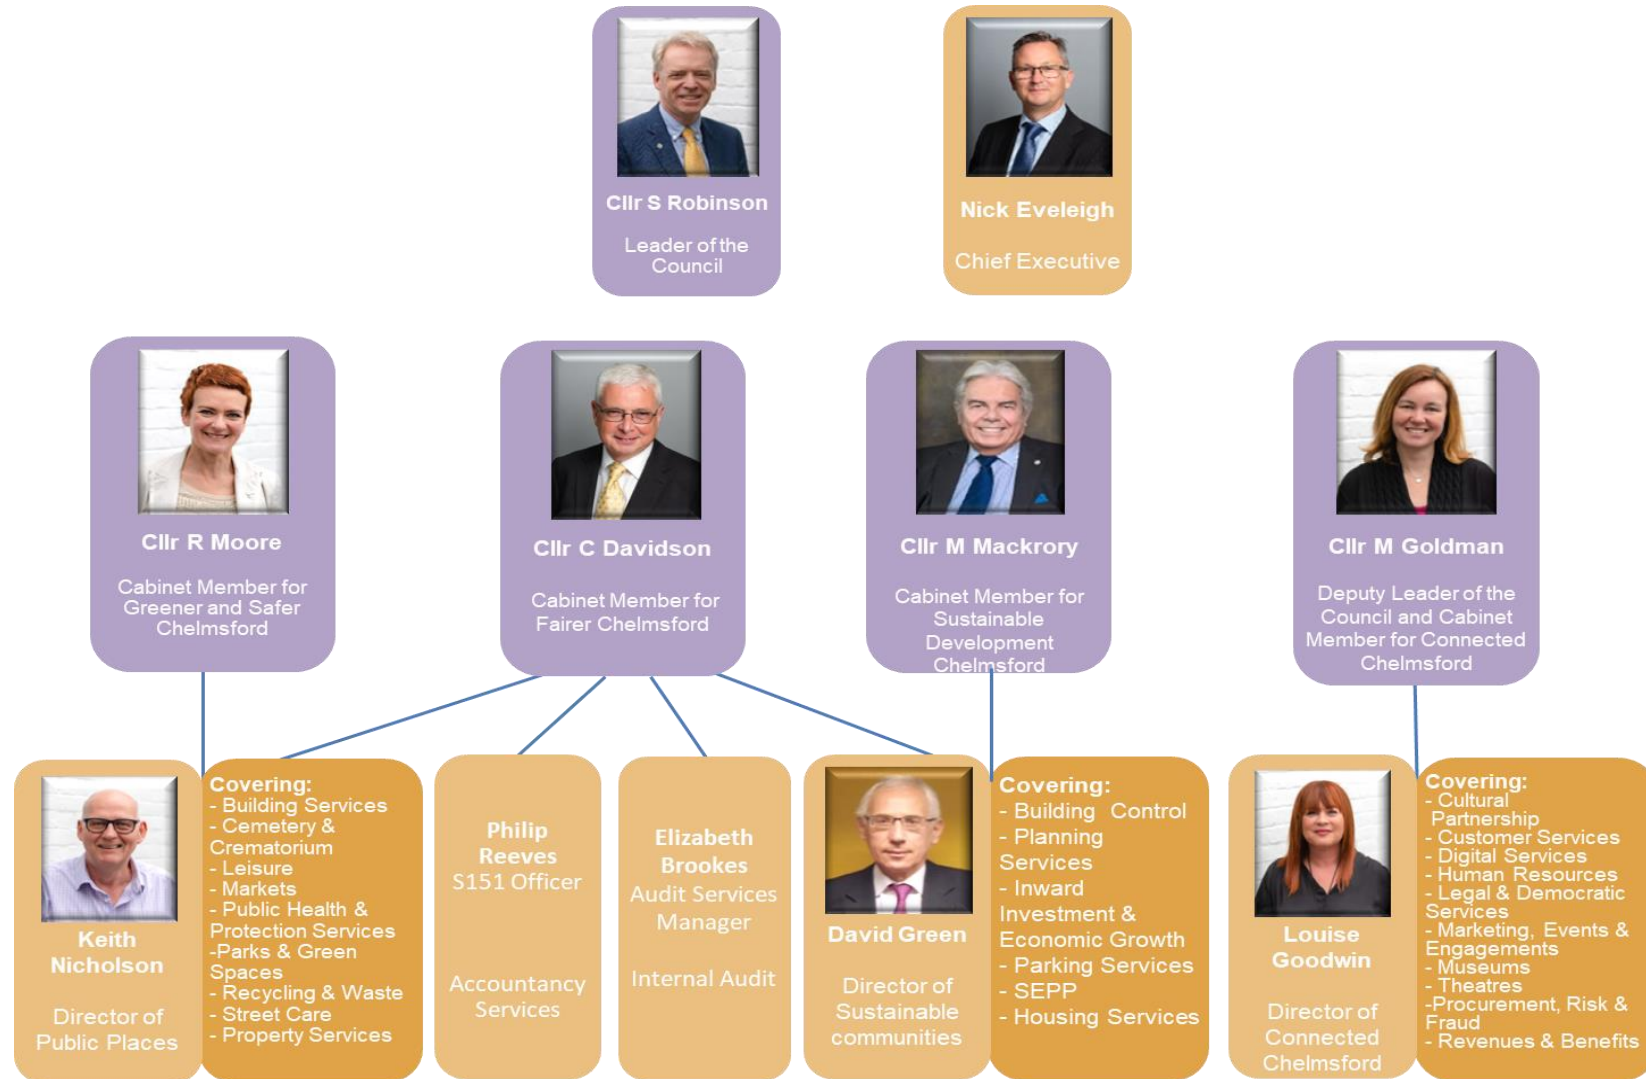 Cllr S Robinson
Leader of the
Council
Nick Eveleigh
Chief Executive
Cllr R Moore
Cabinet Member for
Greener and Safer
Chelmsford
Cllr C Davidson
Cabinet Member for
Fairer Chelmsford
Cllr M Mackrory
Cabinet Member for
Sustainable
Development
Chelmsford
Cllr M Goldman
Deputy Leader of the
Council and Cabinet
Member for Connected
Chelmsford
Keith
Nicholson
Director of
Public Places
Covering:
- Building Services
- Cemetery &
Crematorium
- Leisure
- Markets
- Public Health &
Protection Services
-Parks & Green
Spaces
- Recycling & Waste
- Street Care
- Property Services
Philip
Reeves
S151 Officer
Accountancy
Services
Elizabeth
Brookes
Audit Services
Manager
Internal Audit
David Green
Director of
Sustainable
communities
Covering:
- Building Control
- Planning
Services
- Inward
Investment &
Economic Growth
- Parking Services
- SEPP
- Housing Services
Louise
Goodwin
Director of
Connected
Chelmsford
Covering:
- Cultural
Partnership
- Customer Services
- Digital Services
- Human Resources
- Legal & Democratic
Services
- Marketing, Events &
Engagements
- Museums
- Theatres
-Procurement, Risk &
Fraud
- Revenues & Benefits